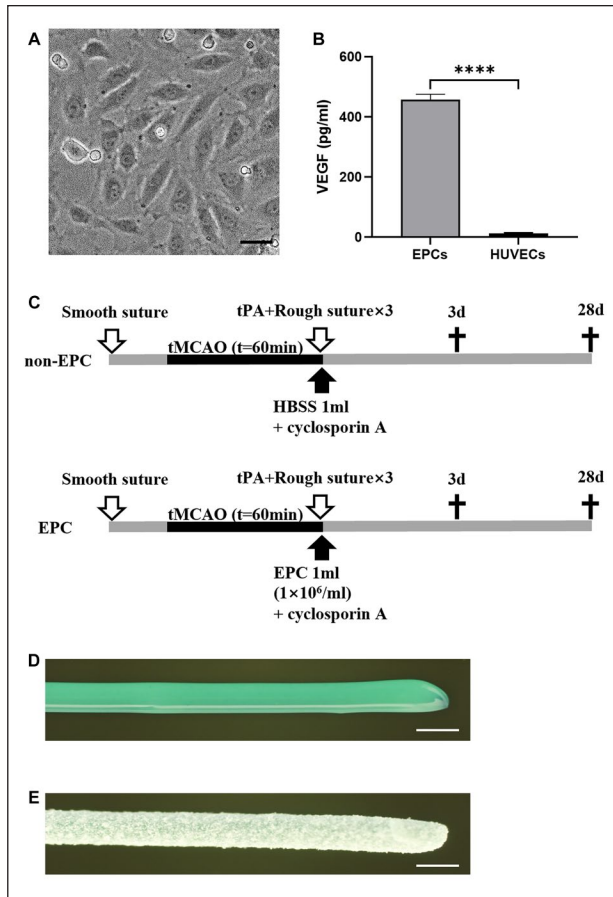 A
B
600
400
200
0
VEGF (pg/ml)
****
EPCs
HUVECs
C
Smooth suture
tPA+Rough suture×3
3d
28d
tMCAO (t=60min)
non-EPC
HBSS 1ml
+ cyclosporin A
Smooth suture
tPA+Rough suture×3
3d
28d
tMCAO (t=60min)
EPC
EPC 1ml
(1×10⁶/ml)
+ cyclosporin A
D
E